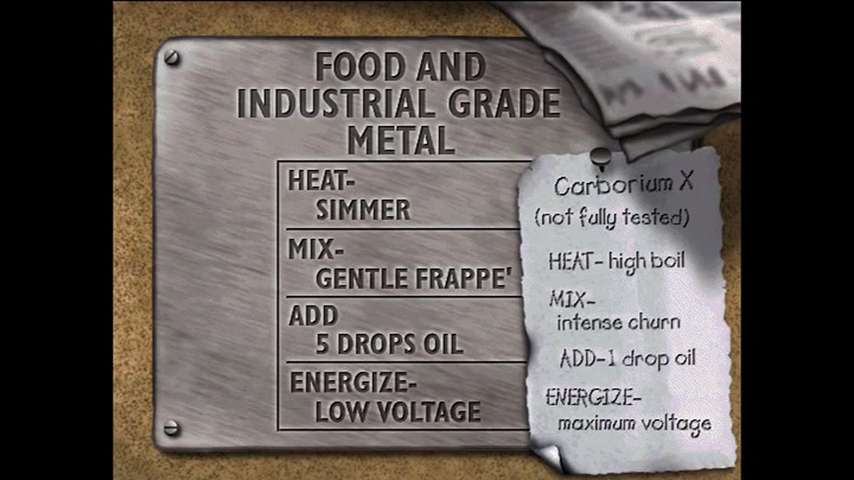 FOOD AND
INDUSTRIAL GRADE
METAL
HEAT-
SIMMER
MIX-
GENTLE FRAPPE'
ADD
5 DROPS OIL
ENERGIZE-
LOW VOLTAGE
Carborium X
(not fully tested)
HEAT- high boil
MIX-
intense churn
ADD-1 drop oil
ENERGIZE-
maximum voltage